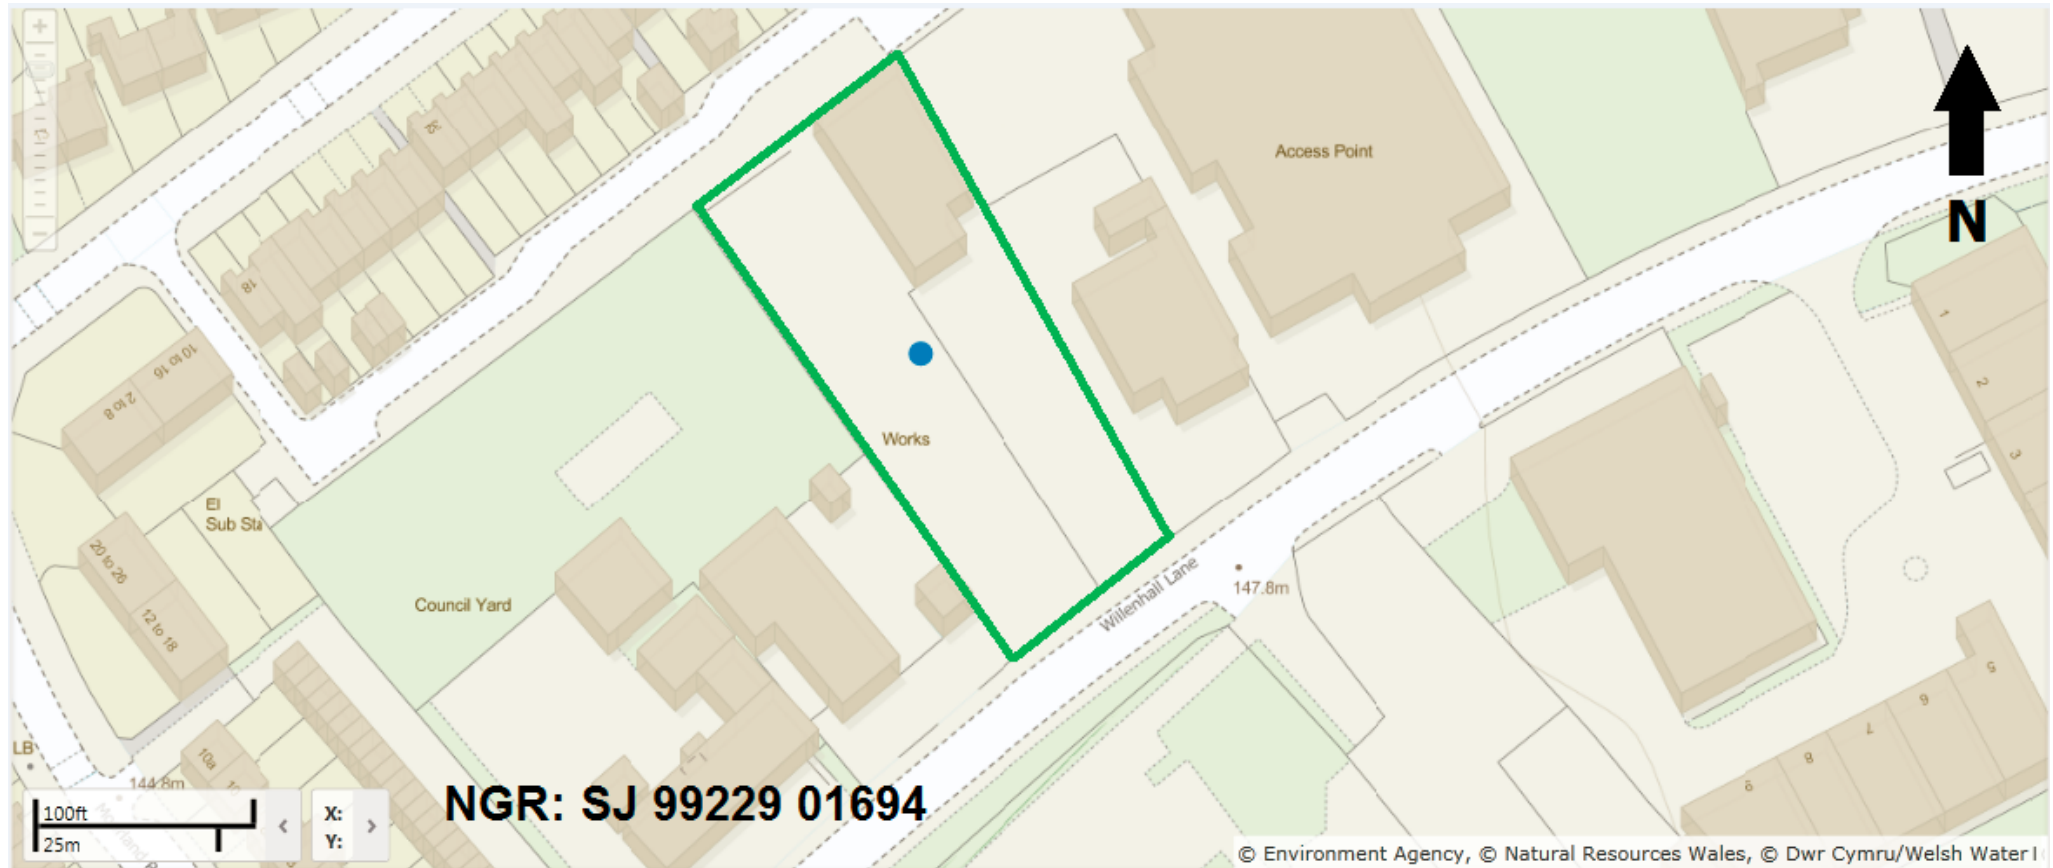 Access Point
N
18
10 to 16
2 to 8
Works
El
Sub Sta
20 to 26
12 to 18
Council Yard
Willenhall Lane
147.8m
1
2
3
5
6
7
8
9
LB
10a
10
144.8m
100ft
25m
X:
Y:
NGR: SJ 99229 01694
© Environment Agency, © Natural Resources Wales, © Dwr Cymru/Welsh Water